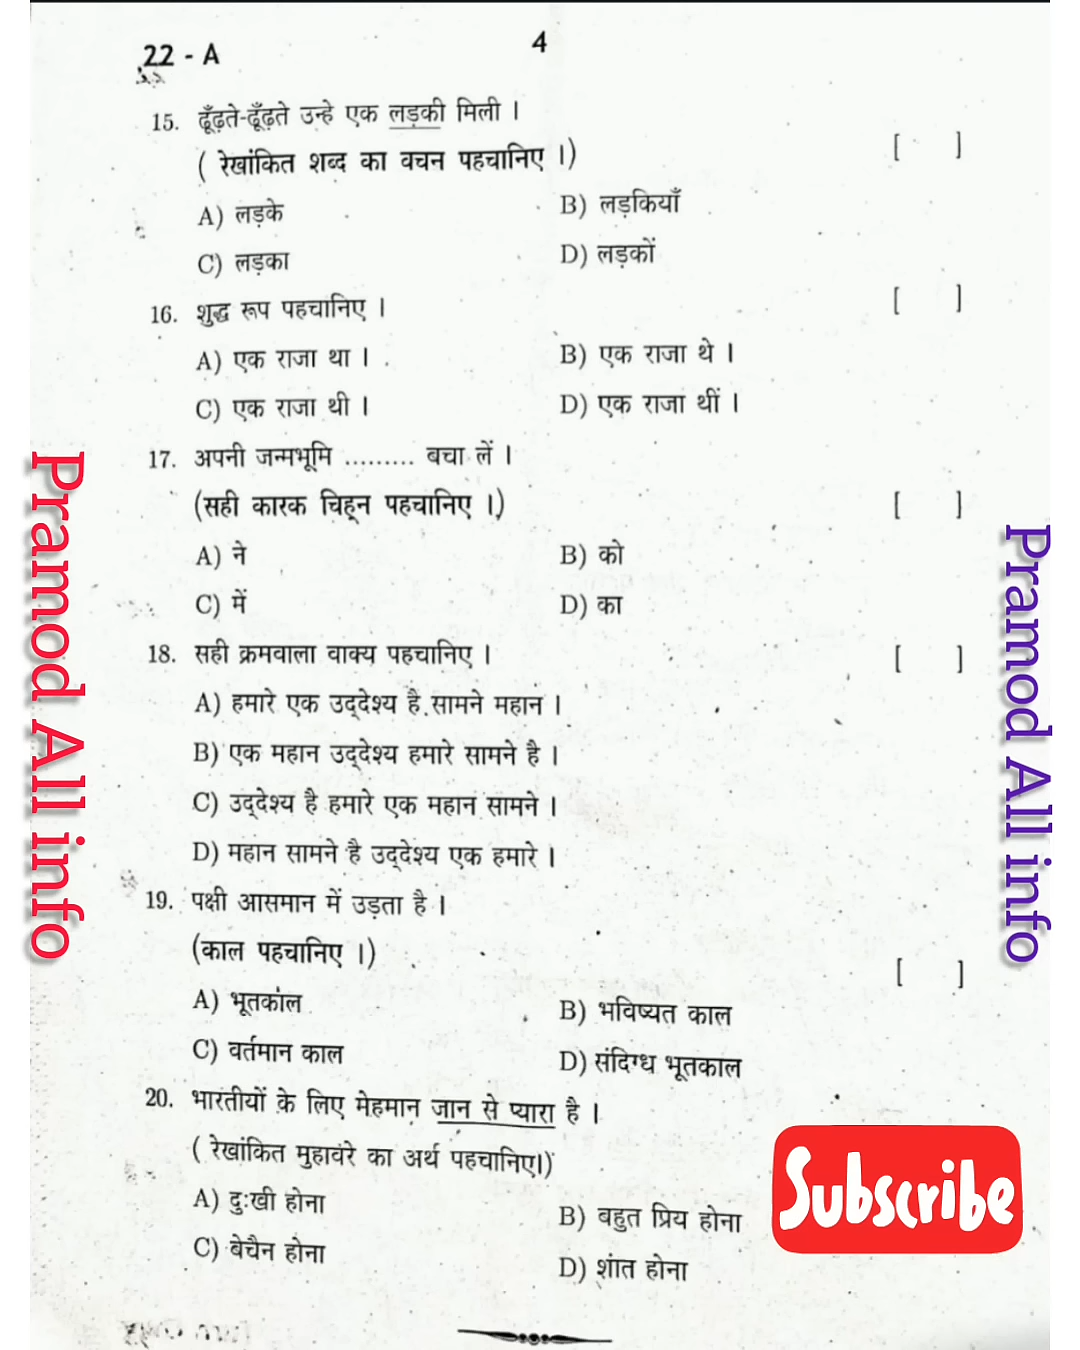 22 - A
4
15. ढूँढ़ते-ढूँढ़ते उन्हे एक लड़की मिली ।
( रेखांकित शब्द का वचन पहचानिए ।) [ ]
A) लड़के B) लड़कियाँ
C) लड़का D) लड़कों
16. शुद्ध रूप पहचानिए । [ ]
A) एक राजा था । B) एक राजा थे ।
C) एक राजा थी । D) एक राजा थीं ।
17. अपनी जन्मभूमि ......... बचा लें ।
(सही कारक चिह्न पहचानिए ।) [ ]
A) ने B) को
C) में D) का
18. सही क्रमवाला वाक्य पहचानिए । [ ]
A) हमारे एक उद्देश्य है सामने महान ।
B) एक महान उद्देश्य हमारे सामने है ।
C) उद्देश्य है हमारे एक महान सामने ।
D) महान सामने है उद्देश्य एक हमारे ।
19. पक्षी आसमान में उड़ता है ।
(काल पहचानिए ।) [ ]
A) भूतकाल B) भविष्यत काल
C) वर्तमान काल D) संदिग्ध भूतकाल
20. भारतीयों के लिए मेहमान जान से प्यारा है ।
( रेखांकित मुहावरे का अर्थ पहचानिए।)
A) दुःखी होना B) बहुत प्रिय होना
C) बेचैन होना D) शांत होना
Pramod All info
Pramod All info
Subscribe